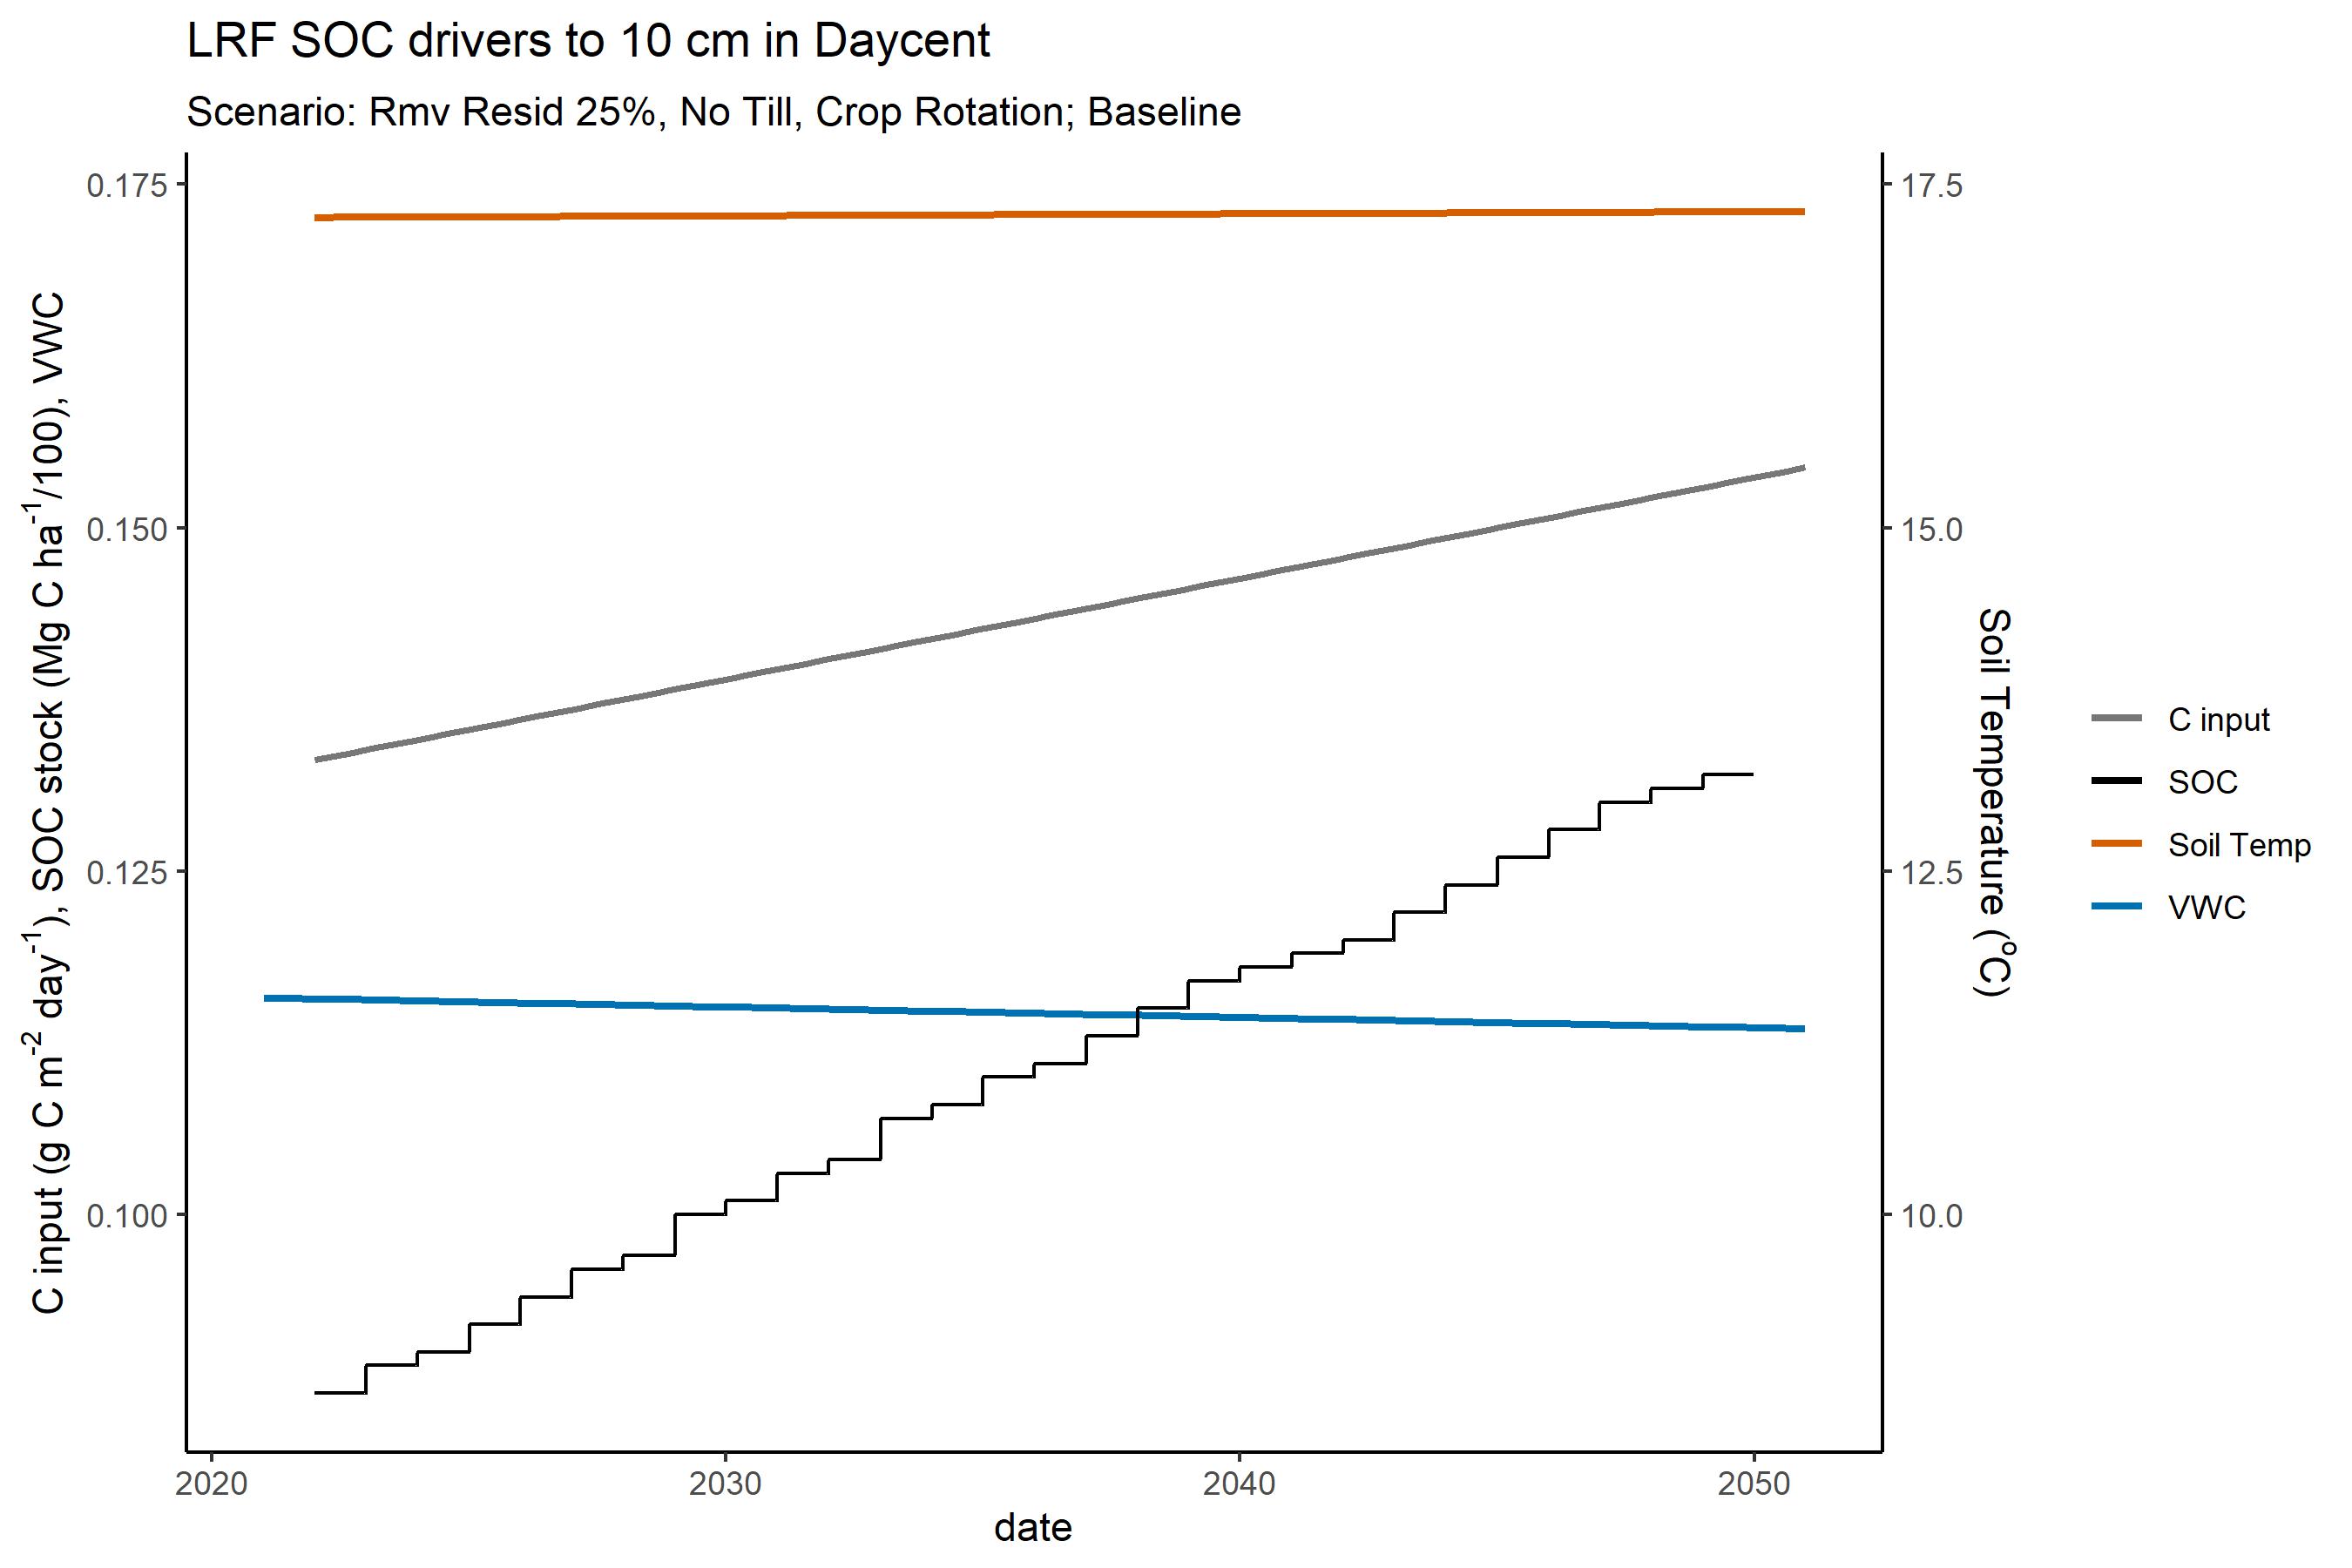 LRF SOC drivers to 10 cm in Daycent
Scenario: Rmv Resid 25%, No Till, Crop Rotation; Baseline
C input (g C m⁻² day⁻¹), SOC stock (Mg C ha⁻¹/100), VWC
0.175
0.150
0.125
0.100
17.5
15.0
12.5
10.0
Soil Temperature (ºC)
C input
SOC
Soil Temp
VWC
2020
2030
2040
2050
date